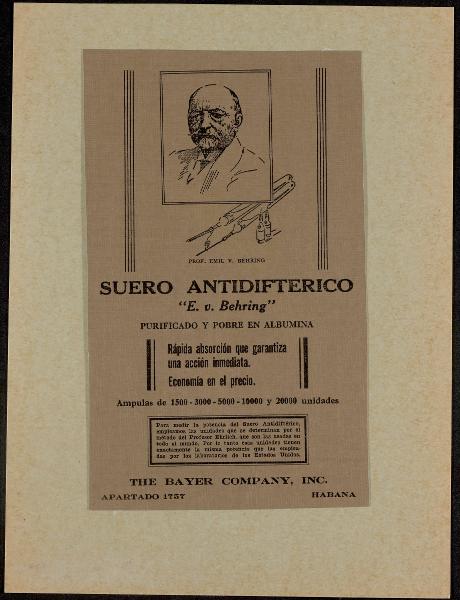 PROF. EMIL V. BEHRING
SUERO ANTIDIFTERICO
"E. v. Behring"
PURIFICADO Y POBRE EN ALBUMINA
Rápida absorción que garantiza
una acción inmediata.
Economía en el precio.
Ampulas de 1500 - 3000 - 5000 - 10000 y 20000 unidades
Para medir la potencia del Suero Antidiftérico,
empleamos las unidades que se determinan por el
método del Profesor Ehrlich, que son las usadas en
todo el mundo. Por lo tanto estas unidades tienen
exactamente la misma potencia que las emplea-
das por los laboratorios de los Estados Unidos.
THE BAYER COMPANY, INC.
APARTADO 1757 HABANA